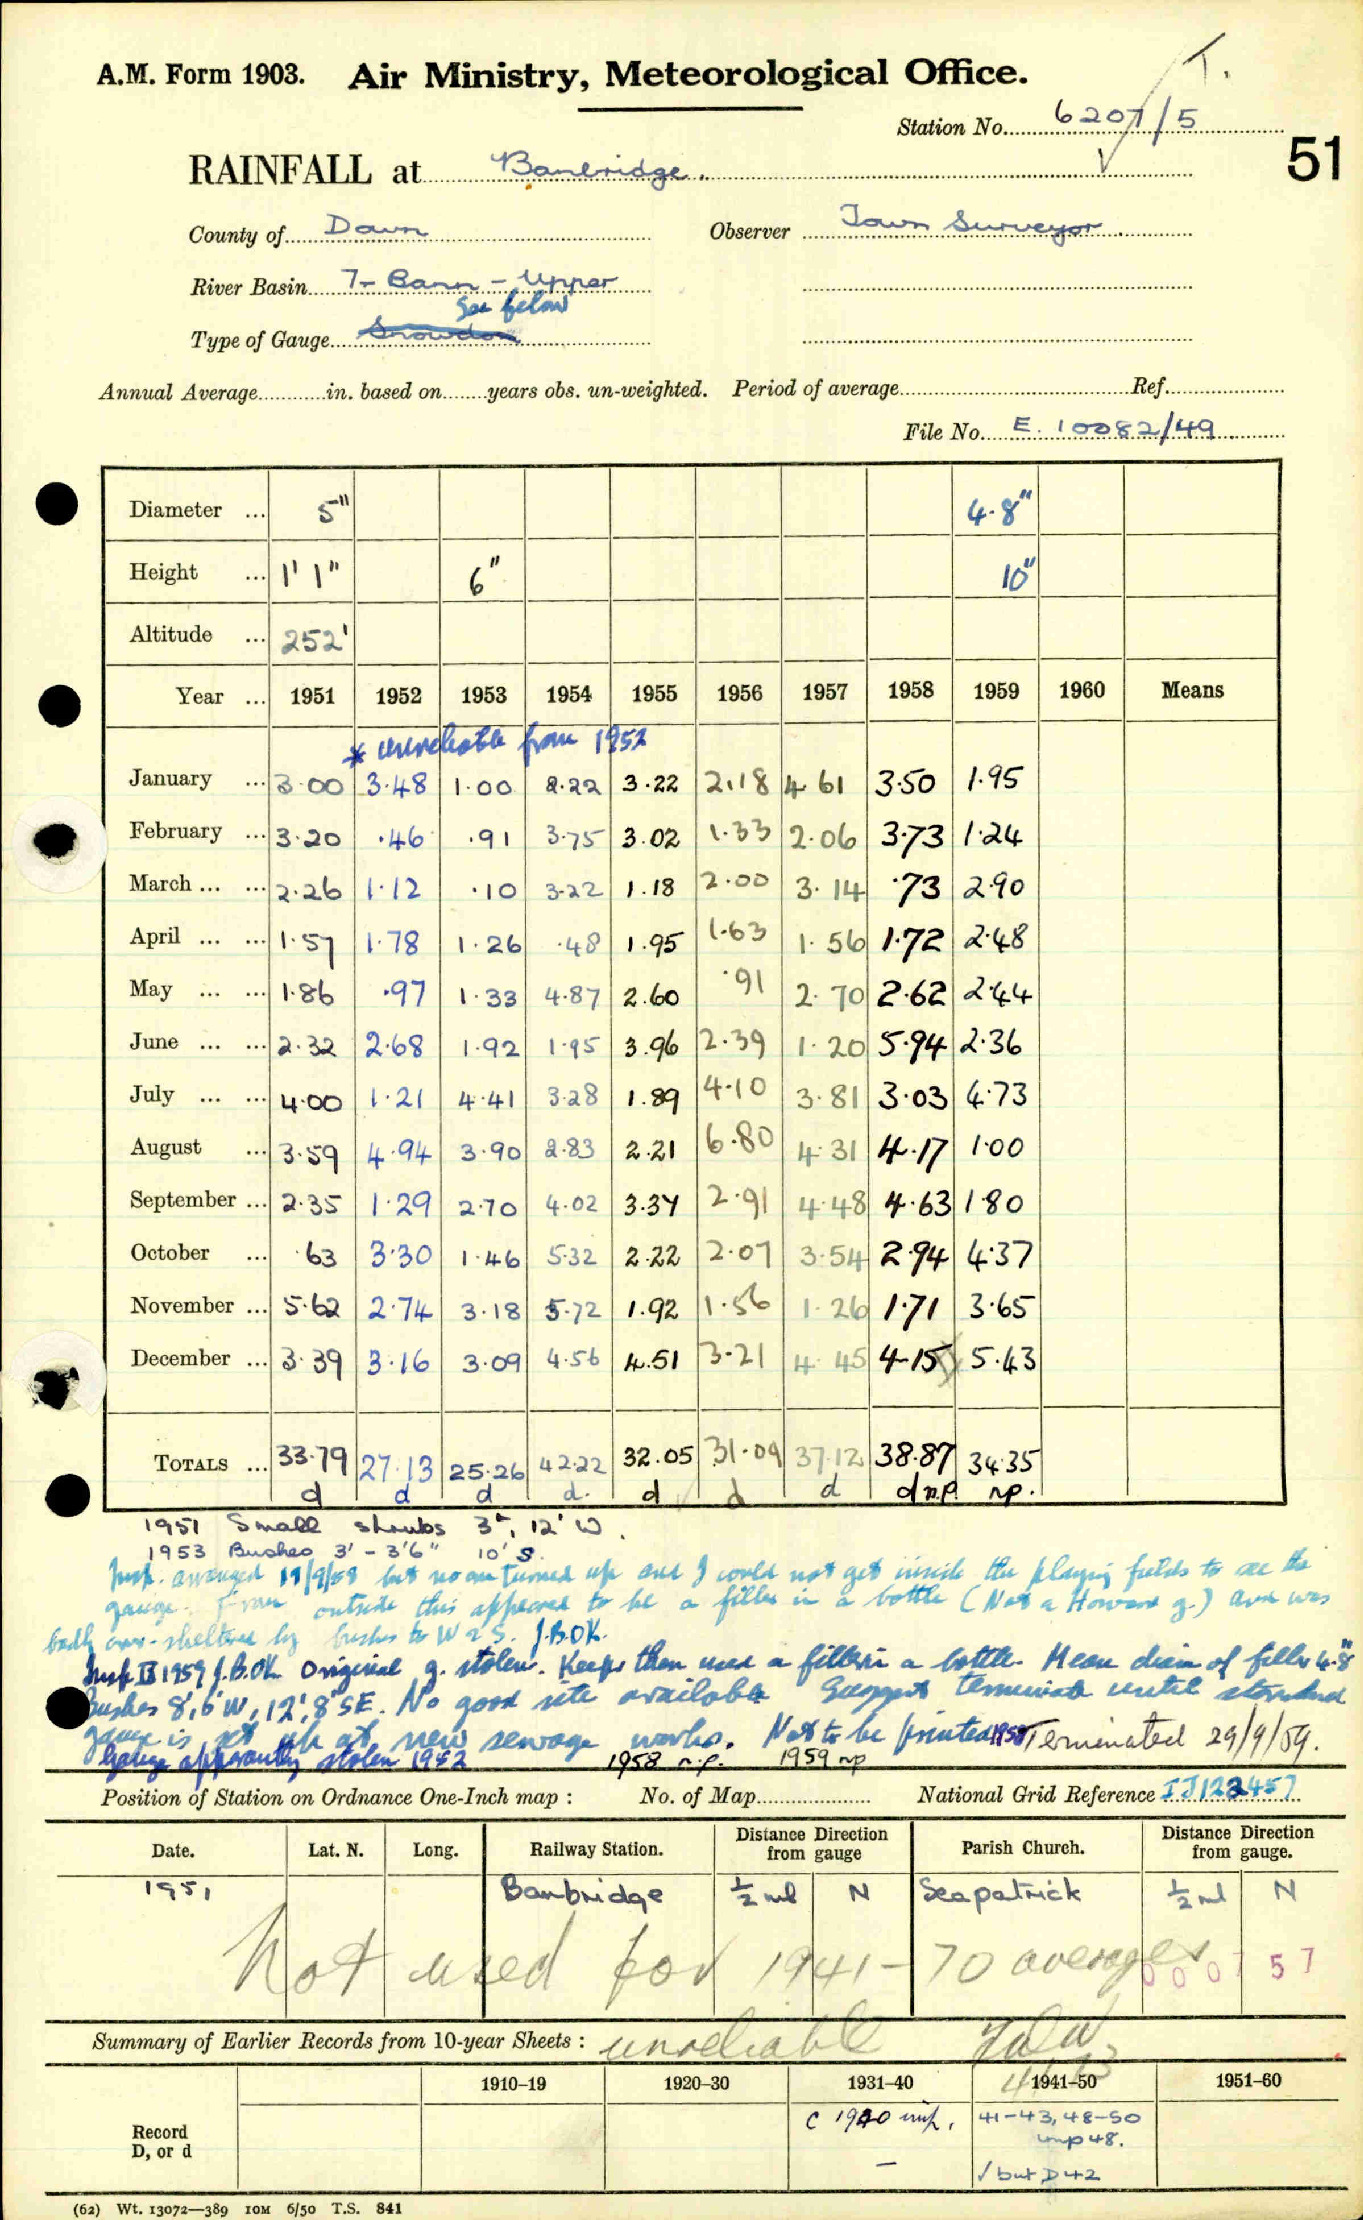 T.
A.M. Form 1903. Air Ministry, Meteorological Office.
Station No. 6207/5
51
RAINFALL at Banbridge.
County of Down Observer Town Surveyor
River Basin 7- Bann - Upper
See below
Type of Gauge Snowdon
Annual Average in. based on years obs. un-weighted. Period of average Ref.
File No. E. 10082/49
Diameter ... 5" 4.8"
Height ... 1' 1" 6" 10"
Altitude ... 252'
Year ... 1951 1952 1953 1954 1955 1956 1957 1958 1959 1960 Means
* unreliable from 1952
January ... 3.00 3.48 1.00 2.22 3.22 2.18 4.61 3.50 1.95
February ... 3.20 .46 .91 3.75 3.02 1.33 2.06 3.73 1.24
March ... ... 2.26 1.12 .10 3.22 1.18 2.00 3.14 .73 2.90
April ... ... 1.57 1.78 1.26 .48 1.95 1.63 1.56 1.72 2.48
May ... ... 1.86 .97 1.33 4.87 2.60 .91 2.70 2.62 2.44
June ... ... 2.32 2.68 1.92 1.95 3.96 2.39 1.20 5.94 2.36
July ... ... 4.00 1.21 4.41 3.28 1.89 4.10 3.81 3.03 4.73
August ... 3.59 4.94 3.90 2.83 2.21 6.80 4.31 4.17 1.00
September ... 2.35 1.29 2.70 4.02 3.37 2.91 4.48 4.63 1.80
October ... .63 3.30 1.46 5.32 2.22 2.07 3.54 2.94 4.37
November ... 5.62 2.74 3.18 5.72 1.92 1.56 1.26 1.71 3.65
December ... 3.39 3.16 3.09 4.56 4.51 3.21 4.45 4.15 5.43
TOTALS ... 33.79 27.13 25.26 42.22 32.05 31.09 37.12 38.87 34.35
d d d d. d d d d n.p. n.p.
1951 Small shrubs 3', 12' W.
1953 Bushes 3' - 3'6" 10' S.
Insp. arranged 19/9/58 but no one turned up and I could not get inside the playing fields to see the
gauge. From outside this appeared to be a filler in a bottle (Not a Howard g.) and was
badly over-sheltered by bushes to W & S. J.B.OK.
Insp 1959 J.B.OK. Original g. stolen. Keeper then used a filler in a bottle. Mean diam of filler 4.8"
Bushes 8', 6'W, 12', 8'SE. No good site available. Suggest terminate until standard
gauge is set up at new sewage works. Not to be printed 1958 Terminated 29/9/59.
Gauge apparently stolen 1952 1958 n.p. 1959 np
Position of Station on Ordnance One-Inch map : No. of Map National Grid Reference IJ123457
Date. Lat. N. Long. Railway Station. Distance Direction from gauge Parish Church. Distance Direction from gauge.
1951 Banbridge ½ ml N Seapatrick ½ ml N
Not used for 1941-70 averages
000757
Summary of Earlier Records from 10-year Sheets : unreliable
1910-19 1920-30 1931-40 1941-50 1951-60
Record D, or d
c 1940 imp. 41-43, 48-50
imp 48.
- √ but D42
(62) Wt. 13072—389 10M 6/50 T.S. 841